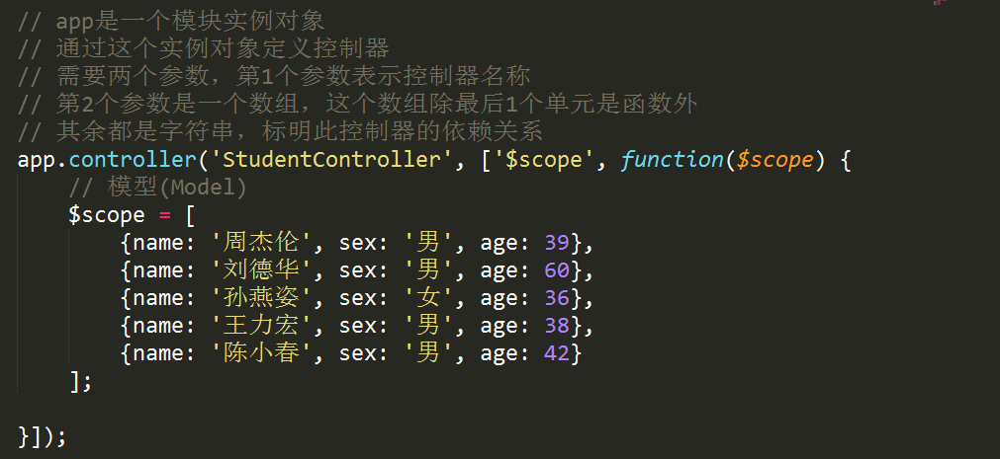 // app是一个模块实例对象
// 通过这个实例对象定义控制器
// 需要两个参数，第1个参数表示控制器名称
// 第2个参数是一个数组，这个数组除最后1个单元是函数外
// 其余都是字符串，标明此控制器的依赖关系
app.controller('StudentController', ['$scope', function($scope) {
    // 模型(Model)
    $scope = [
        {name: '周杰伦', sex: '男', age: 39},
        {name: '刘德华', sex: '男', age: 60},
        {name: '孙燕姿', sex: '女', age: 36},
        {name: '王力宏', sex: '男', age: 38},
        {name: '陈小春', sex: '男', age: 42}
    ];
}]);